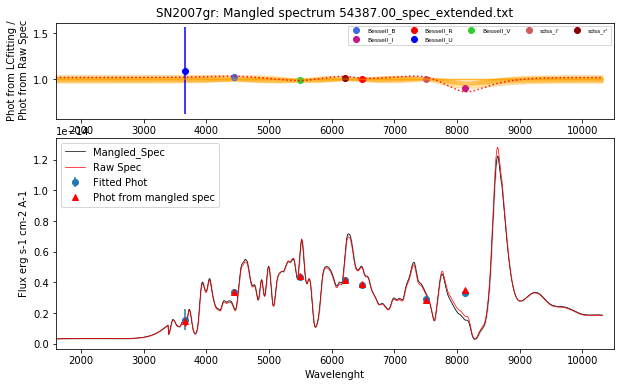 SN2007gr: Mangled spectrum 54387.00_spec_extended.txt
Phot from LCfitting /
Phot from Raw Spec
1.5
1.0
Bessell_B
Bessell_I
Bessell_R
Bessell_U
Bessell_V
sdss_i'
sdss_r'
2000 3000 4000 5000 6000 7000 8000 9000 10000
1e−14
Flux erg s-1 cm-2 A-1
1.2
1.0
0.8
0.6
0.4
0.2
0.0
Mangled_Spec
Raw Spec
Fitted Phot
Phot from mangled spec
2000 3000 4000 5000 6000 7000 8000 9000 10000
Wavelenght